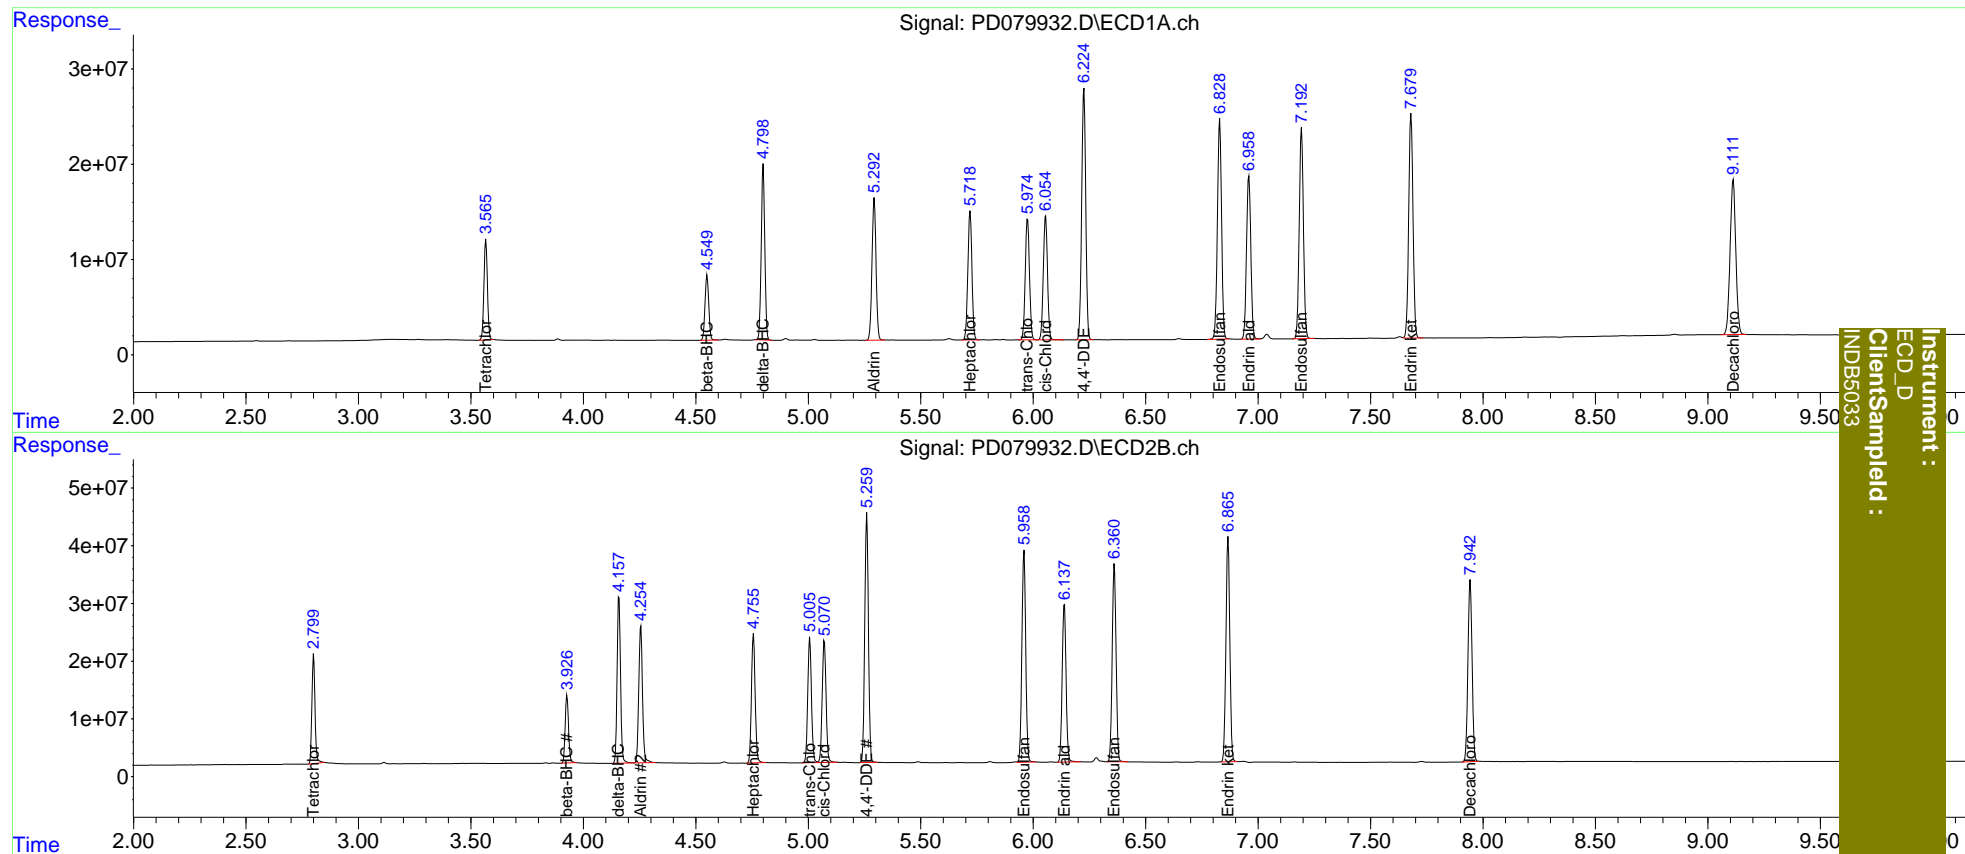 Response_
Signal: PD079932.D\ECD1A.ch
3e+07
2e+07
1e+07
0
3.565
4.549
4.798
5.292
5.718
5.974
6.054
6.224
6.828
6.958
7.192
7.679
9.111
Tetrachlor
beta-BHC
delta-BHC
Aldrin
Heptachlor
trans-Chlo
cis-Chlord
4,4'-DDE
Endosulfan
Endrin ald
Endosulfan
Endrin ket
Decachloro
2.00 2.50 3.00 3.50 4.00 4.50 5.00 5.50 6.00 6.50 7.00 7.50 8.00 8.50 9.00 9.50
Time
Response_
Signal: PD079932.D\ECD2B.ch
5e+07
4e+07
3e+07
2e+07
1e+07
0
2.799
3.926
4.157
4.254
4.755
5.005
5.070
5.259
5.958
6.137
6.360
6.865
7.942
Tetrachlor
beta-BHC #
delta-BHC
Aldrin #2
Heptachlor
trans-Chlo
cis-Chlord
4,4'-DDE #
Endosulfan
Endrin ald
Endosulfan
Endrin ket
Decachloro
2.00 2.50 3.00 3.50 4.00 4.50 5.00 5.50 6.00 6.50 7.00 7.50 8.00 8.50 9.00 9.50
Time
Instrument :
ECD_D
ClientSampleId :
INDB5033